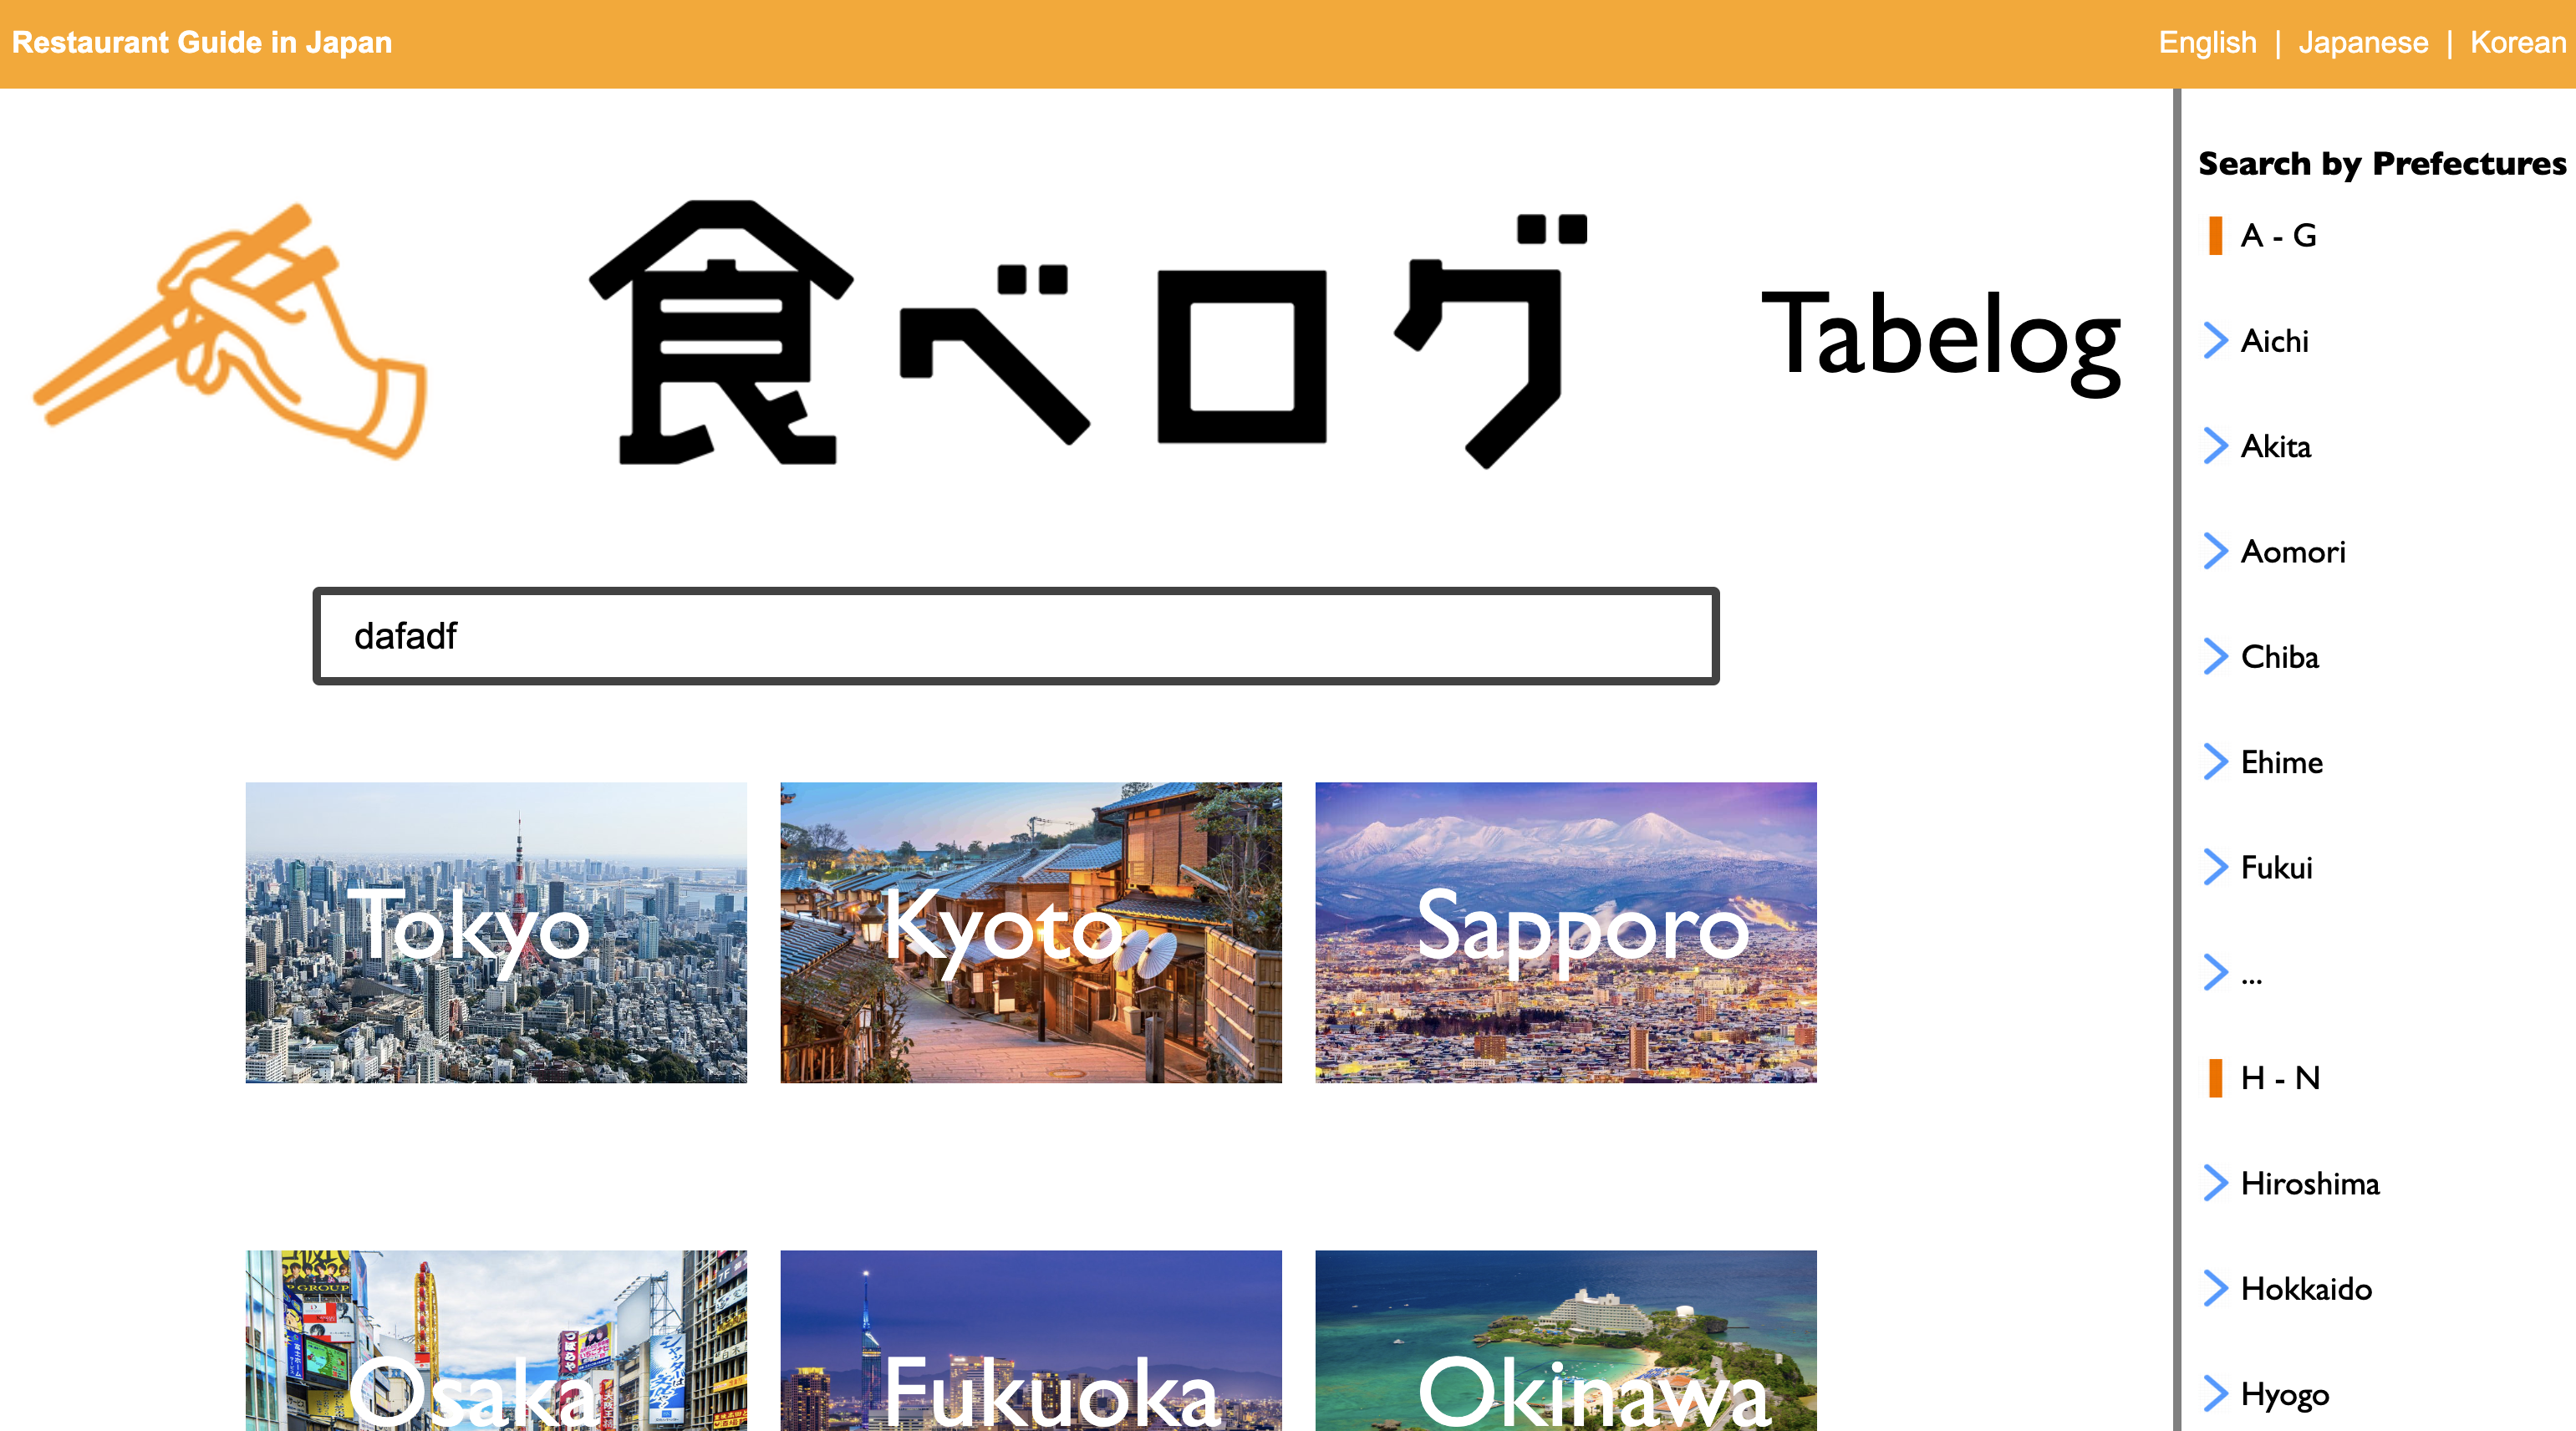 Restaurant Guide in Japan
English | Japanese | Korean
食べログ
Tabelog
dafadf
Tokyo
Kyoto
Sapporo
GROUP
Osaka
Fukuoka
Okinawa
Search by Prefectures
A - G
Aichi
Akita
Aomori
Chiba
Ehime
Fukui
...
H - N
Hiroshima
Hokkaido
Hyogo